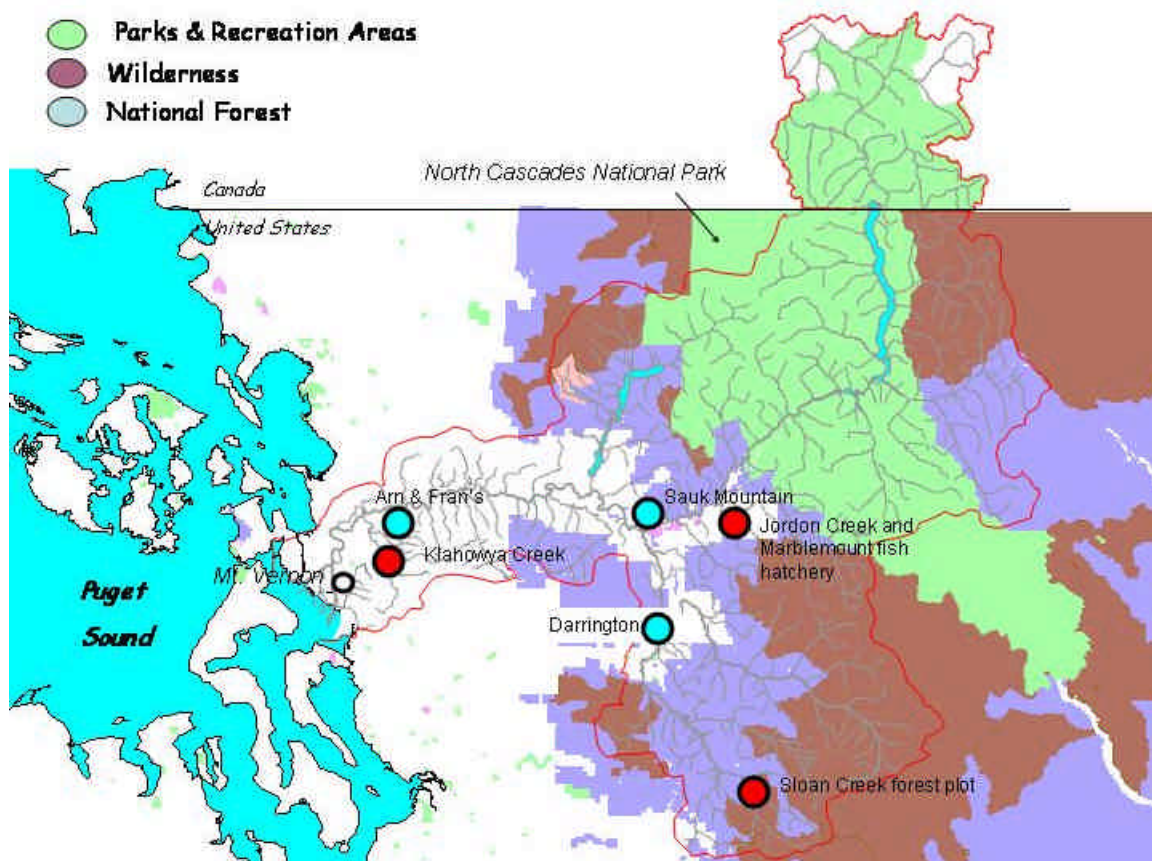 Parks & Recreation Areas
Wilderness
National Forest
North Cascades National Park
Canada
United States
Arn & Fran's
Sauk Mountain
Klahowya Creek
Jordon Creek and
Marblemount fish
hatchery
Mt. Vernon
Puget
Sound
Darrington
Sloan Creek forest plot